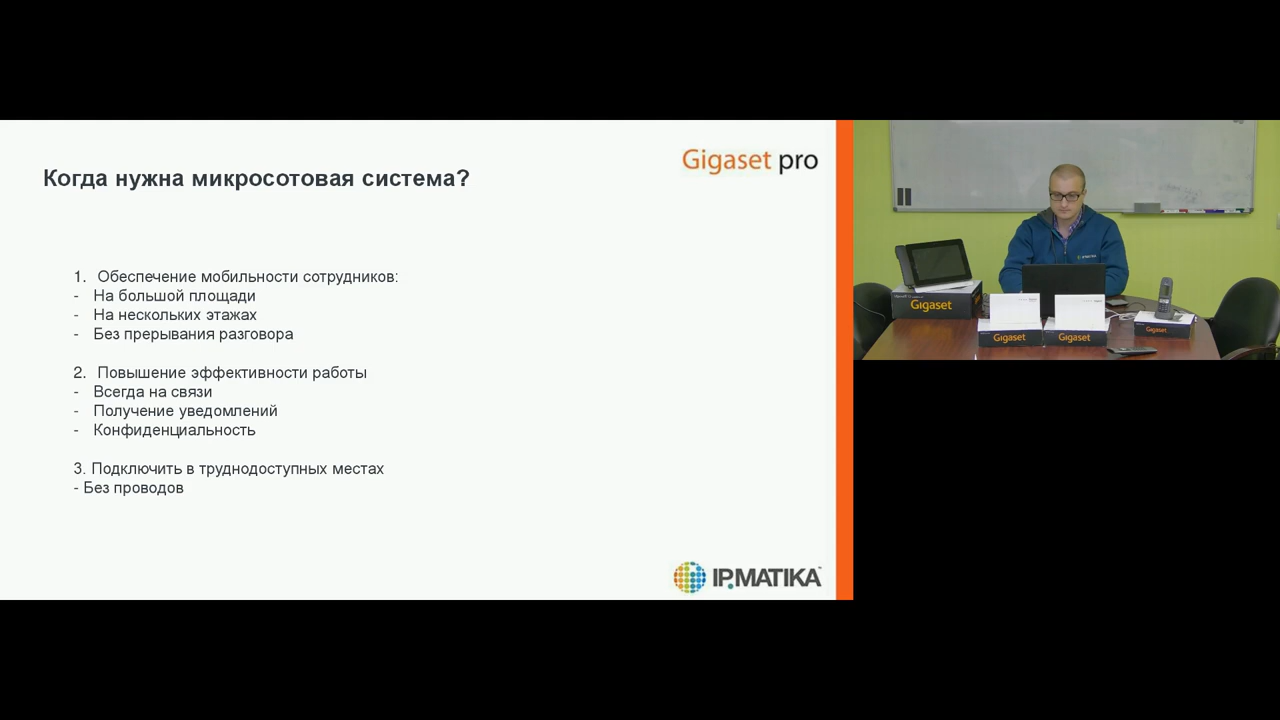 Gigaset pro
Когда нужна микросотовая система?
1. Обеспечение мобильности сотрудников:
- На большой площади
- На нескольких этажах
- Без прерывания разговора
2. Повышение эффективности работы
- Всегда на связи
- Получение уведомлений
- Конфиденциальность
3. Подключить в труднодоступных местах
- Без проводов
IPMATIKA
IPMATIKA
Gigaset
Gigaset
Gigaset
Gigaset